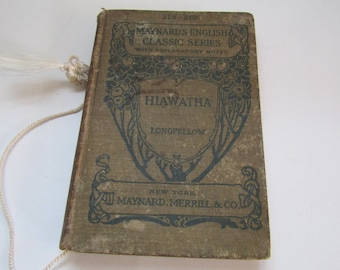 MAYNARD'S ENGLISH
CLASSIC SERIES
WITH EXPLANATORY NOTES
HIAWATHA
LONGFELLOW
NEW YORK:
MAYNARD, MERRILL & CO.